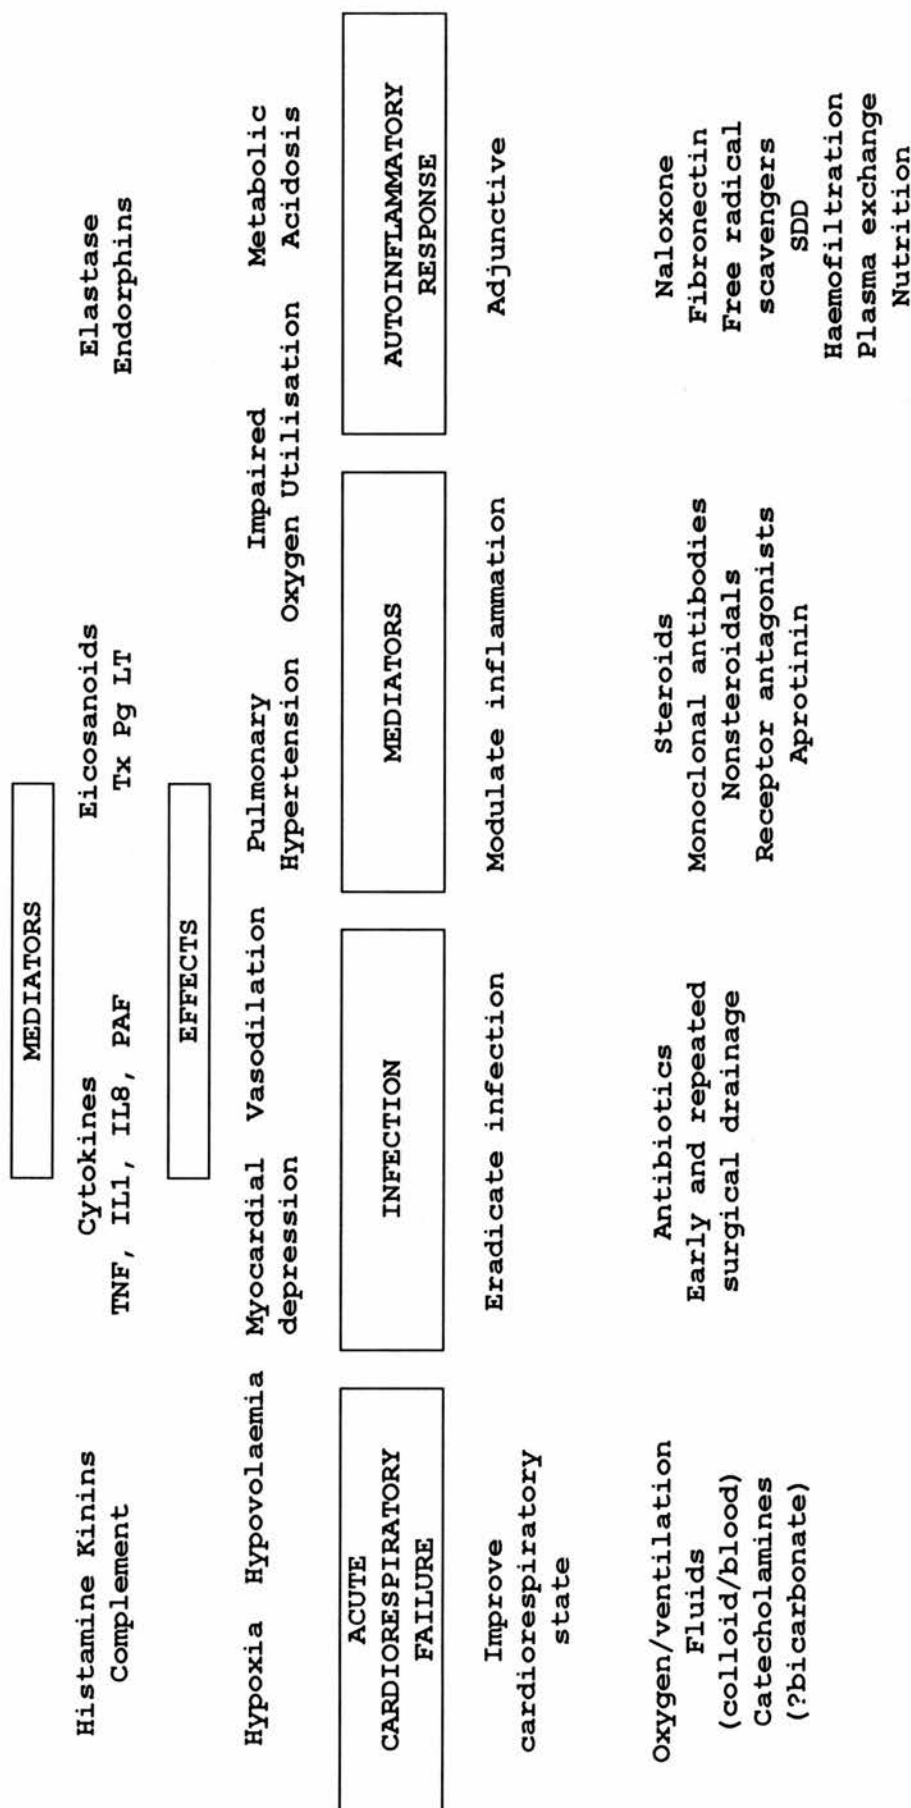 MEDIATORS
Histamine Kinins
Complement
Cytokines
TNF, IL1, IL8, PAF
Eicosanoids
Tx Pg LT
Elastase
Endorphins
EFFECTS
Hypoxia Hypovolaemia
Myocardial
depression
Vasodilation
Pulmonary
Hypertension
Impaired
Oxygen Utilisation
Metabolic
Acidosis
ACUTE
CARDIORESPIRATORY
FAILURE
INFECTION
MEDIATORS
AUTOINFLAMMATORY
RESPONSE
Improve
cardiorespiratory
state
Eradicate infection
Modulate inflammation
Adjunctive
Oxygen/ventilation
Fluids
(colloid/blood)
Catecholamines
(?bicarbonate)
Antibiotics
Early and repeated
surgical drainage
Steroids
Monoclonal antibodies
Nonsteroidals
Receptor antagonists
Aprotinin
Naloxone
Fibronectin
Free radical
scavengers
SDD
Haemofiltration
Plasma exchange
Nutrition